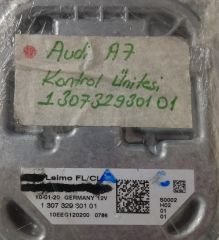 Audi A7
Kontrol Ünitesi
1307329301 01
Leimo FL/CL
10-01-20 GERMANY 12V
1 307 329 301 01
10EEG120200 0786
S0002
H02
01
01